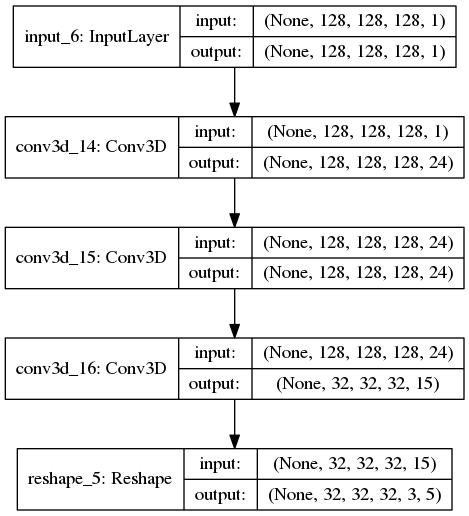 input_6: InputLayer
input: (None, 128, 128, 128, 1)
output: (None, 128, 128, 128, 1)
conv3d_14: Conv3D
input: (None, 128, 128, 128, 1)
output: (None, 128, 128, 128, 24)
conv3d_15: Conv3D
input: (None, 128, 128, 128, 24)
output: (None, 128, 128, 128, 24)
conv3d_16: Conv3D
input: (None, 128, 128, 128, 24)
output: (None, 32, 32, 32, 15)
reshape_5: Reshape
input: (None, 32, 32, 32, 15)
output: (None, 32, 32, 32, 3, 5)